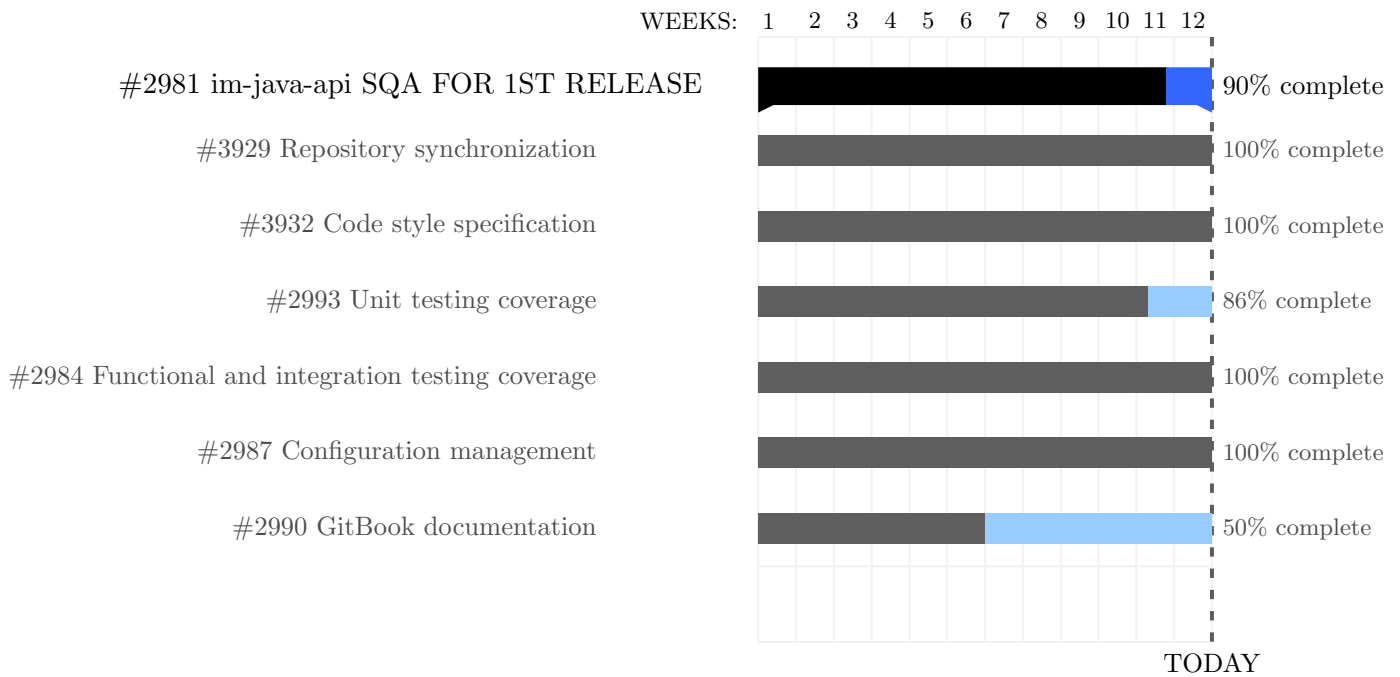 WEEKS: 1 2 3 4 5 6 7 8 9 10 11 12
#2981 im-java-api SQA FOR 1ST RELEASE 90% complete
#3929 Repository synchronization 100% complete
#3932 Code style specification 100% complete
#2993 Unit testing coverage 86% complete
#2984 Functional and integration testing coverage 100% complete
#2987 Configuration management 100% complete
#2990 GitBook documentation 50% complete
TODAY